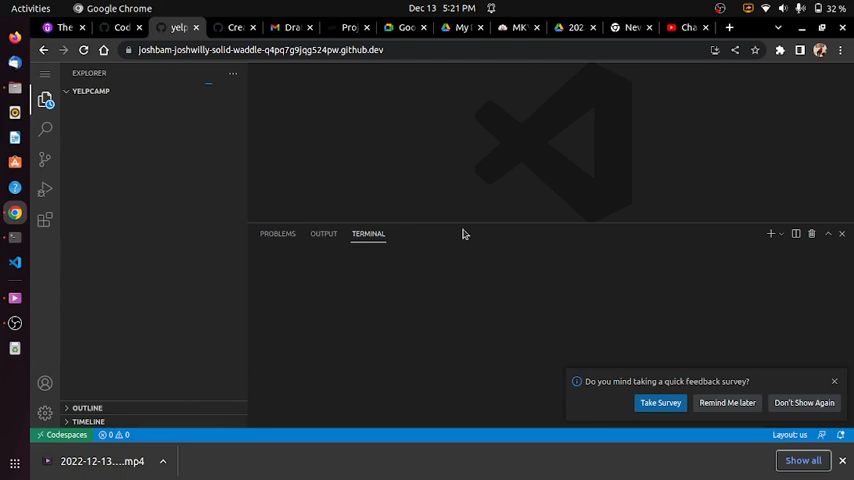 Activities Google Chrome Dec 13 5:21 PM 32 %
The Cod yelp Crea Dra Proj Goo My MK 202 New Cha
joshbam-joshwilly-solid-waddle-q4pq7g9jqg524pw.github.dev
EXPLORER
YELPCAMP
PROBLEMS OUTPUT TERMINAL
Do you mind taking a quick feedback survey?
Take Survey Remind Me later Don't Show Again
OUTLINE
TIMELINE
Codespaces 0 0 Layout: us
2022-12-13....mp4 Show all